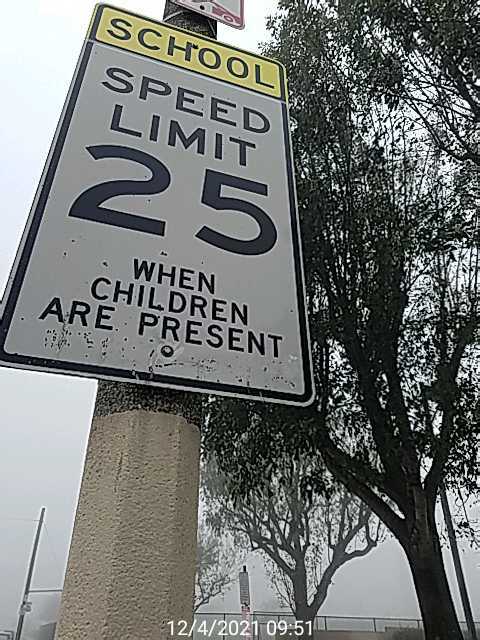 SCHOOL
SPEED
LIMIT
25
WHEN
CHILDREN
ARE PRESENT
12/4/2021 09:51